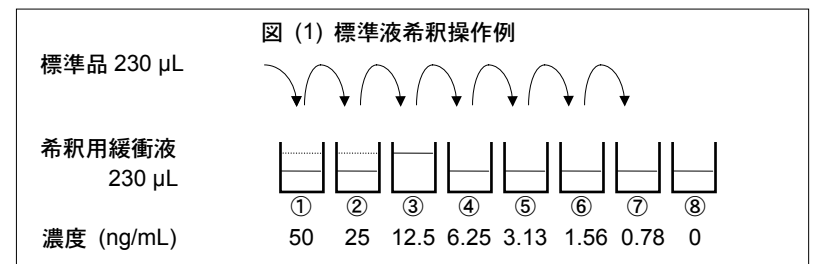 図 (1) 標準液希釈操作例
標準品 230 μL
希釈用緩衝液
230 μL
① ② ③ ④ ⑤ ⑥ ⑦ ⑧
濃度 (ng/mL) 50 25 12.5 6.25 3.13 1.56 0.78 0